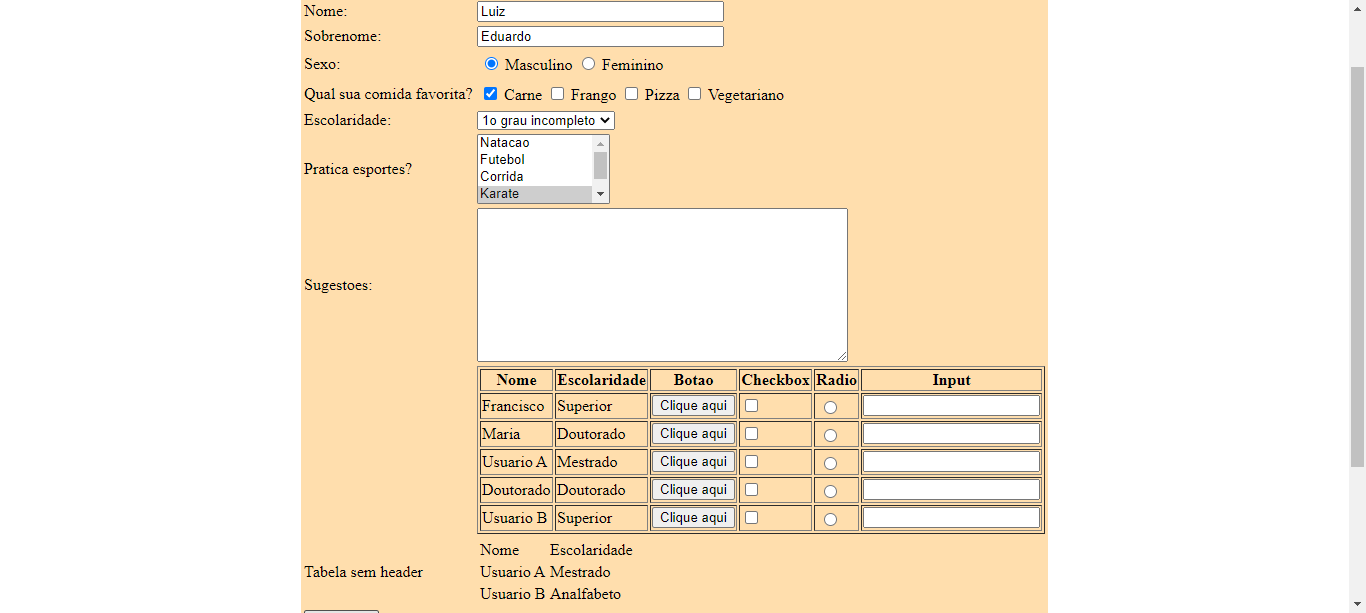 Nome: Luiz
Sobrenome: Eduardo
Sexo: Masculino Feminino
Qual sua comida favorita? Carne Frango Pizza Vegetariano
Escolaridade: 1o grau incompleto
Natacao
Futebol
Pratica esportes?
Corrida
Karate
Sugestoes:
Nome Escolaridade Botao Checkbox Radio Input
Francisco Superior Clique aqui
Maria Doutorado Clique aqui
Usuario A Mestrado Clique aqui
Doutorado Doutorado Clique aqui
Usuario B Superior Clique aqui
Nome Escolaridade
Tabela sem header Usuario A Mestrado
Usuario B Analfabeto